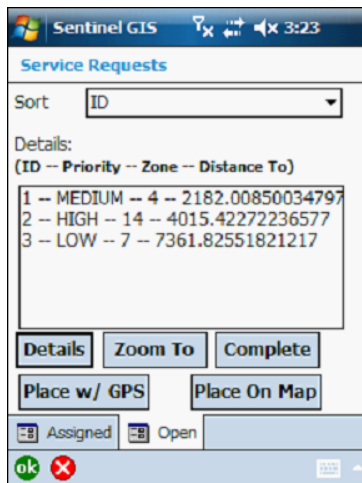 Sentinel GIS 3:23
Service Requests
Sort ID
Details:
(ID -- Priority -- Zone -- Distance To)
1 -- MEDIUM -- 4 -- 2182.00850034797
2 -- HIGH -- 14 -- 4015.42272236577
3 -- LOW -- 7 -- 7361.82551821217
Details Zoom To Complete
Place w/ GPS Place On Map
Assigned Open
ok